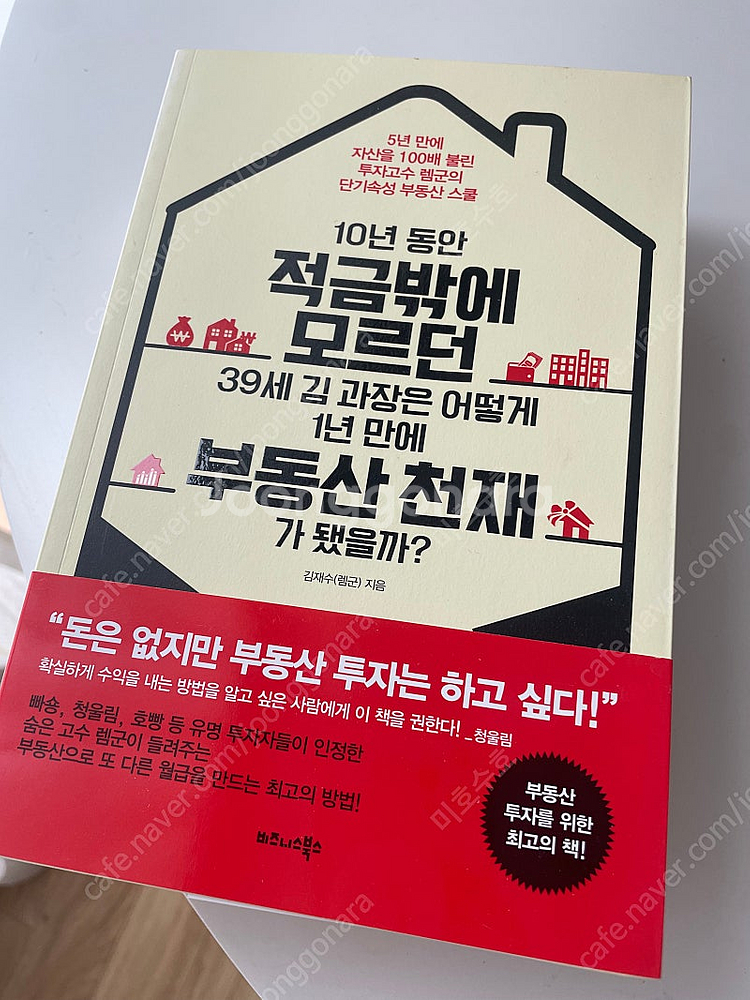 5년 만에
자산을 100배 불린
투자고수 렘군의
단기속성 부동산 스쿨
10년 동안
적금밖에
모르던
39세 김 과장은 어떻게
1년 만에
부동산 천재
가 됐을까?
김재수(렘군) 지음
“돈은 없지만 부동산 투자는 하고 싶다!”
확실하게 수익을 내는 방법을 알고 싶은 사람에게 이 책을 권한다! _청울림
빠숑, 청울림, 호빵 등 유명 투자자들이 인정한
숨은 고수 렘군이 들려주는
부동산으로 또 다른 월급을 만드는 최고의 방법!
부동산
투자를 위한
최고의 책!
비즈니스북스
Joonggonara
cafe.naver.com/joonggonara